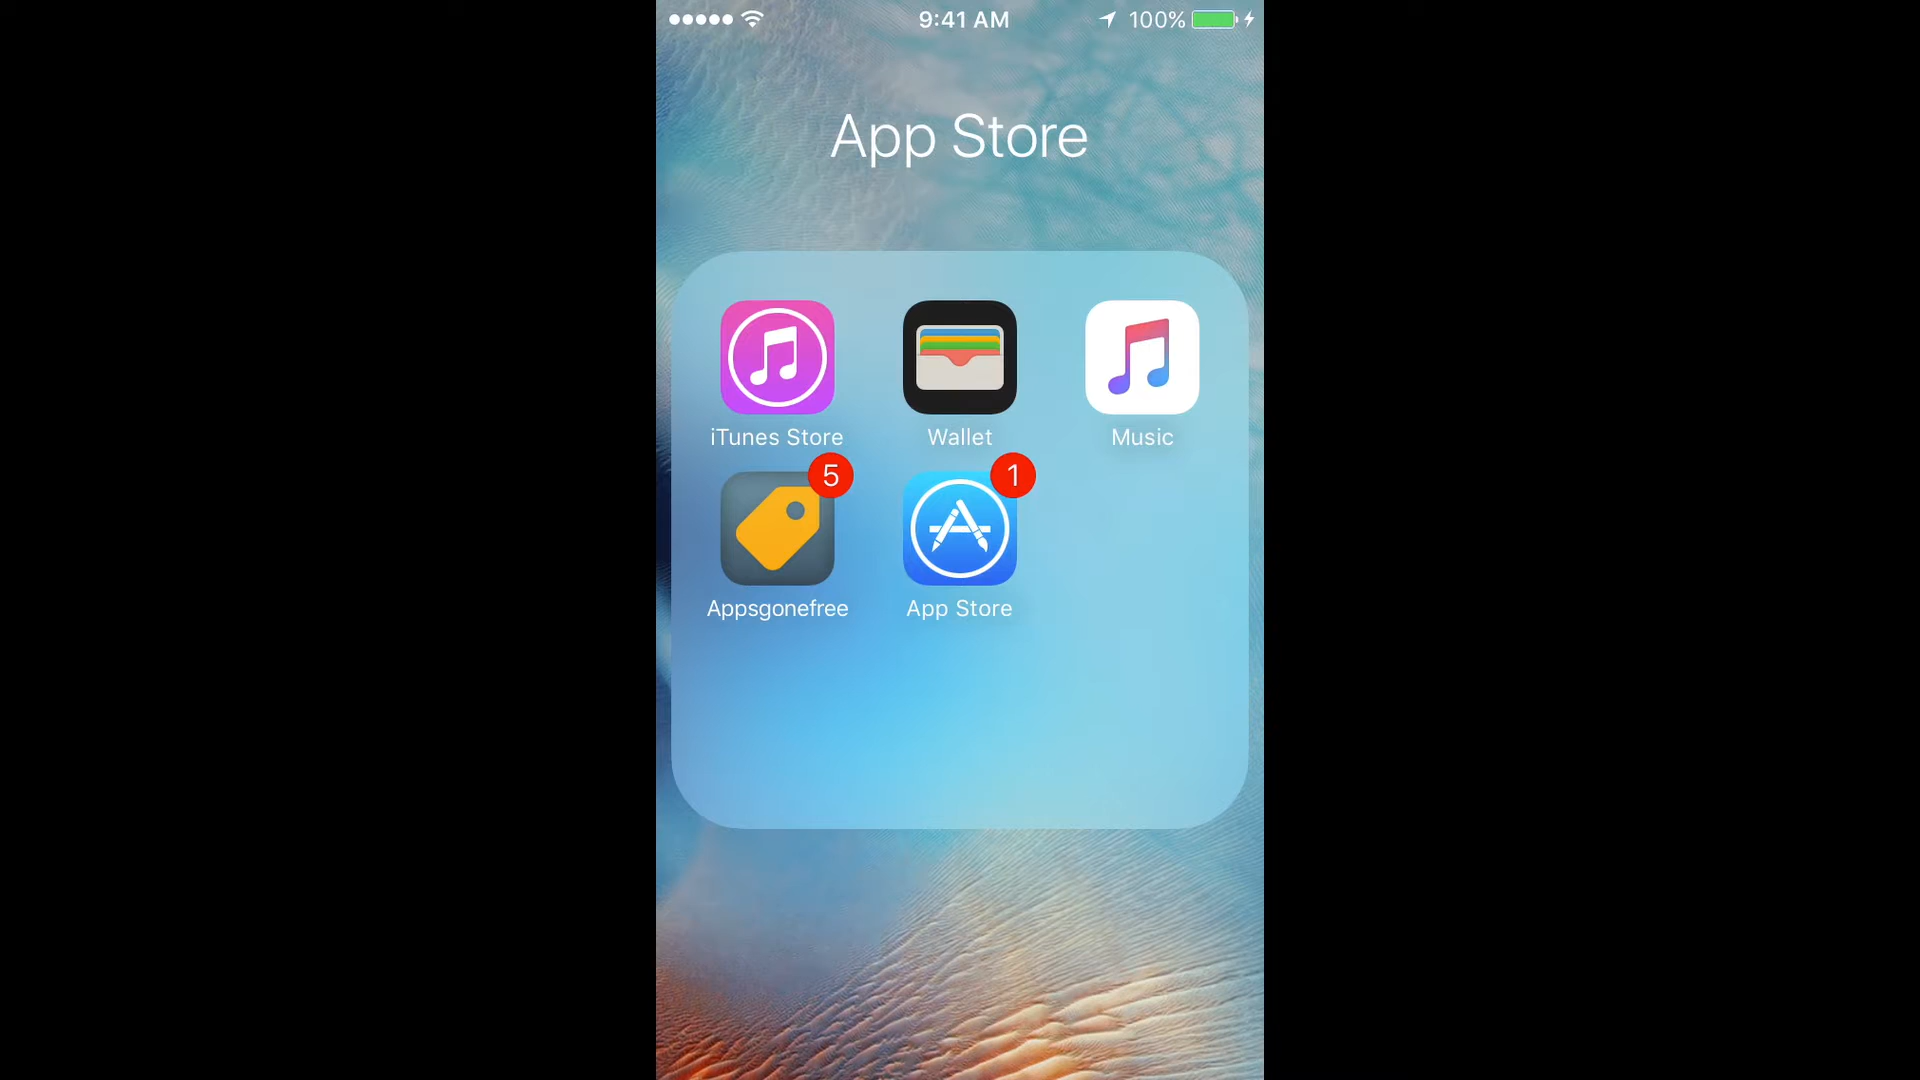 9:41 AM 100%
App Store
iTunes Store Wallet Music
5 1
Appsgonefree App Store